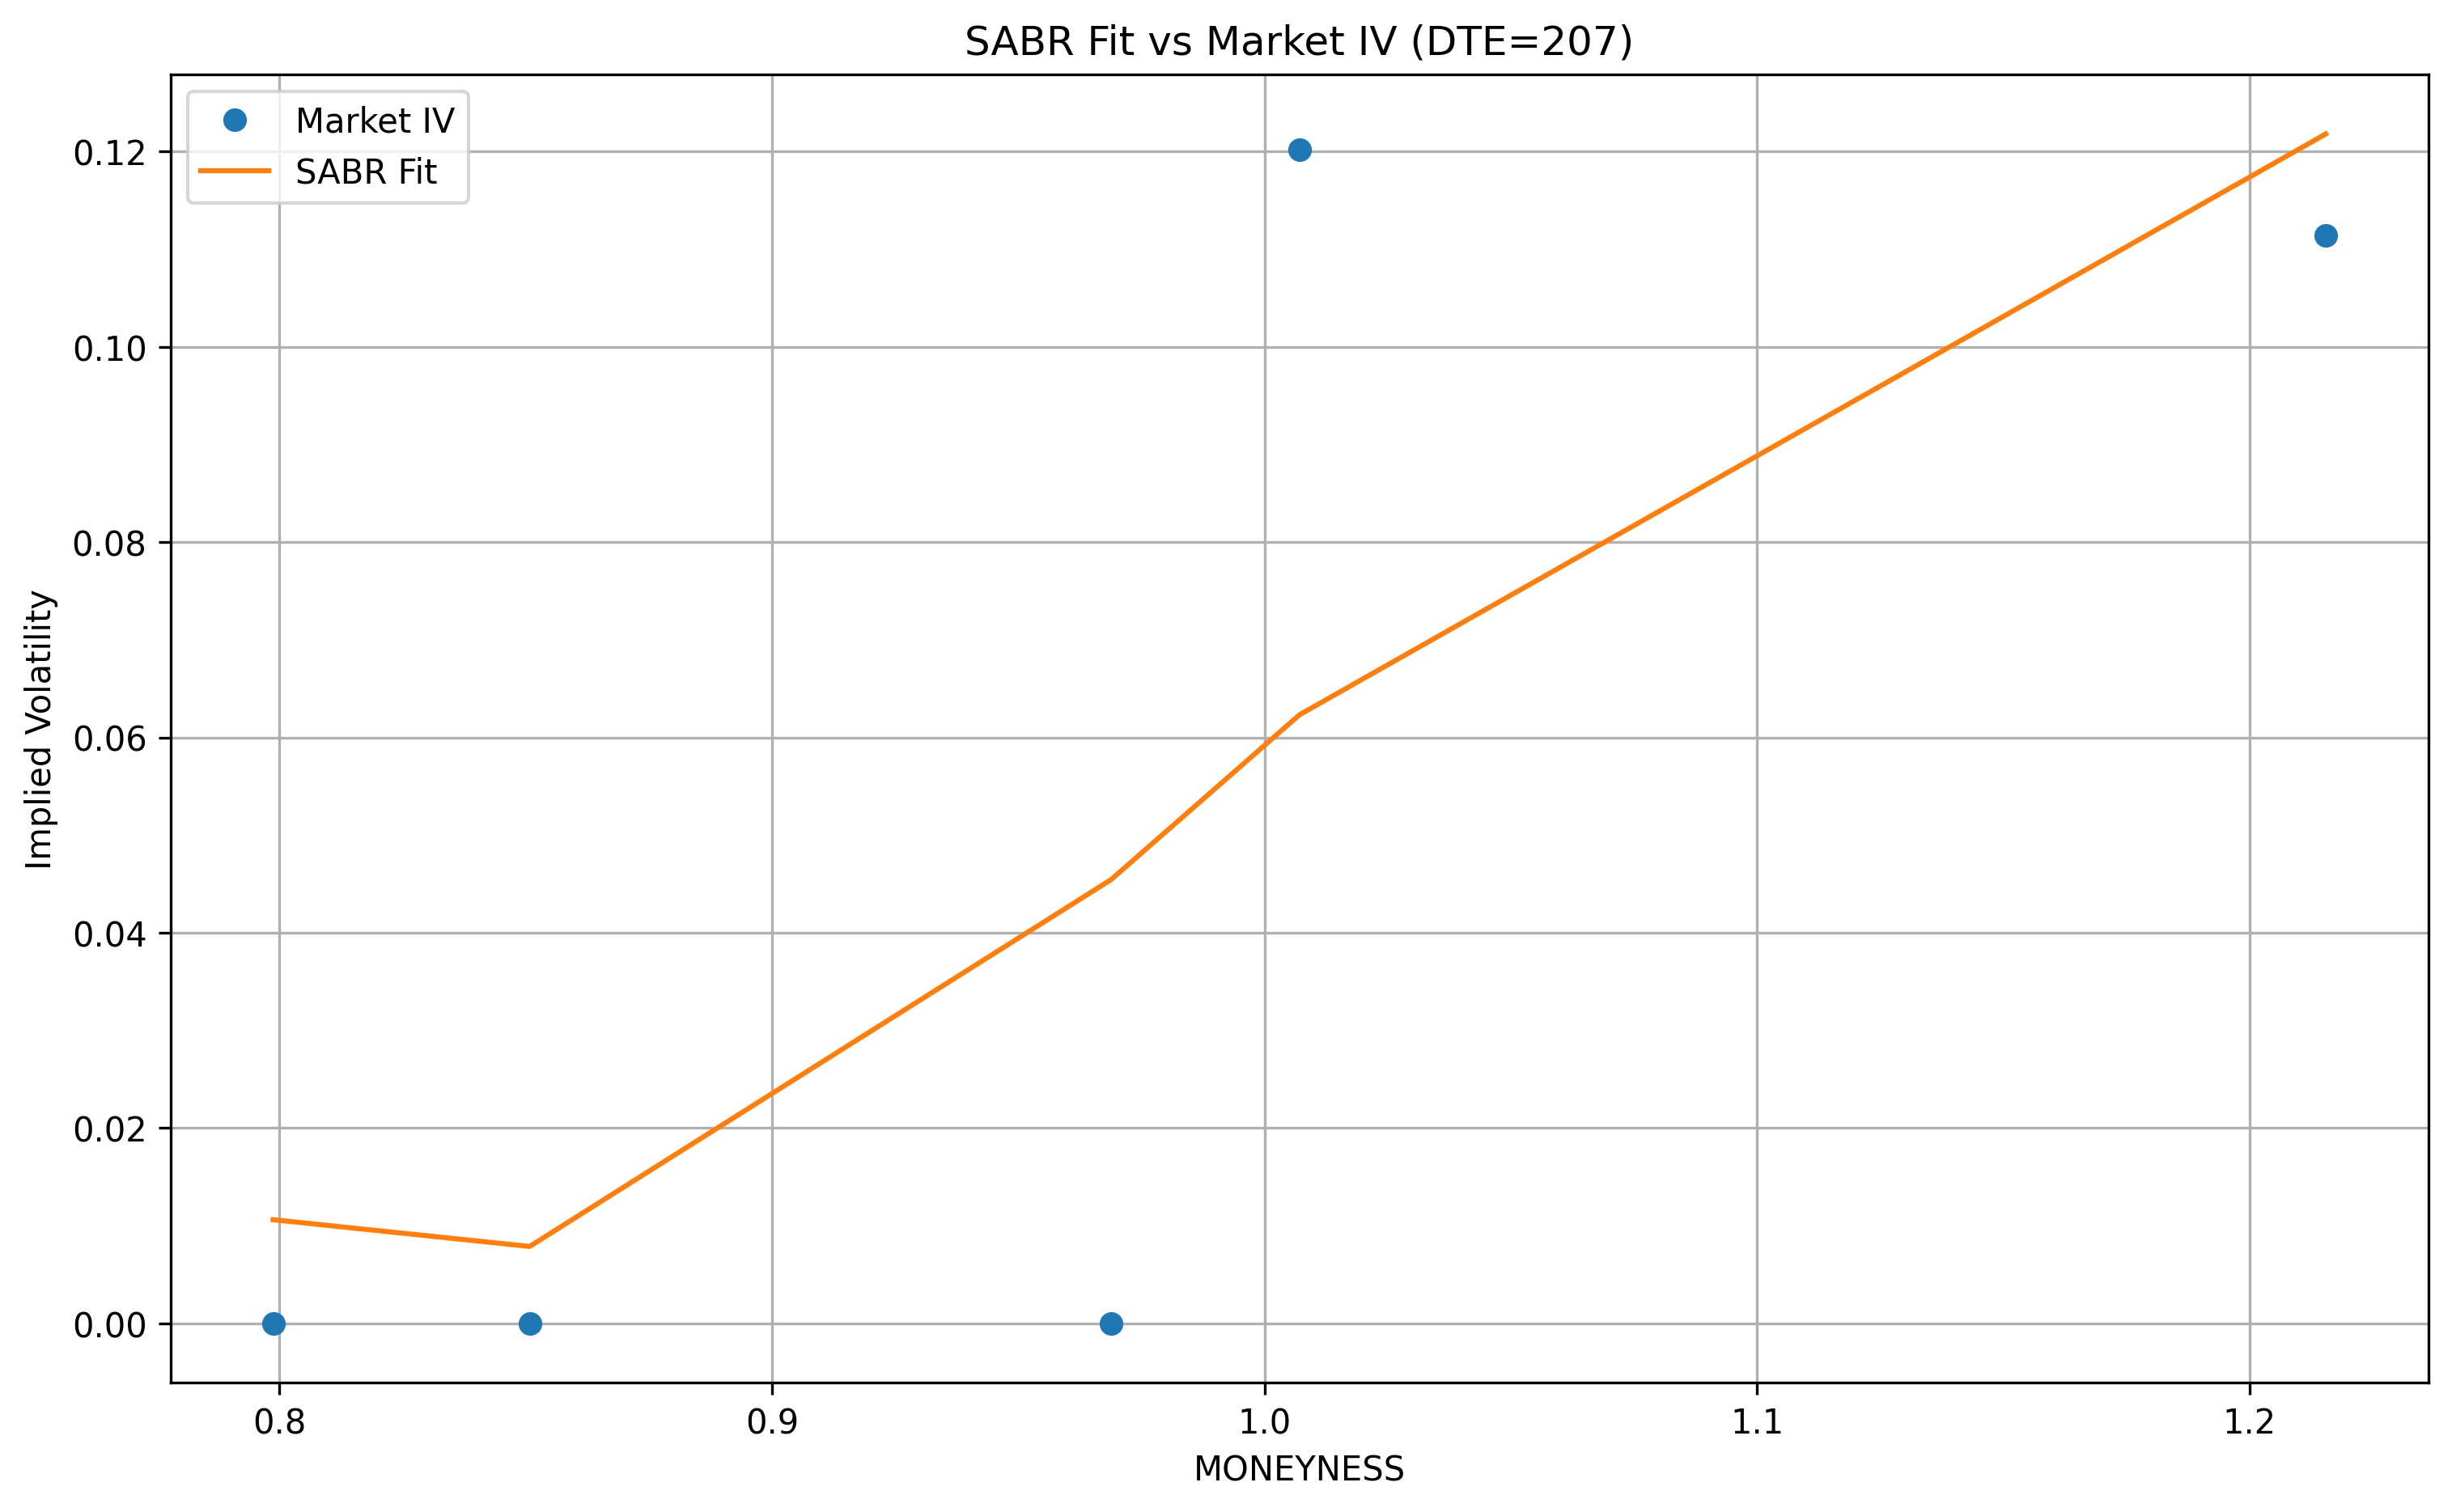 SABR Fit vs Market IV (DTE=207)
Market IV
SABR Fit
Implied Volatility
0.12
0.10
0.08
0.06
0.04
0.02
0.00
0.8
0.9
1.0
1.1
1.2
MONEYNESS